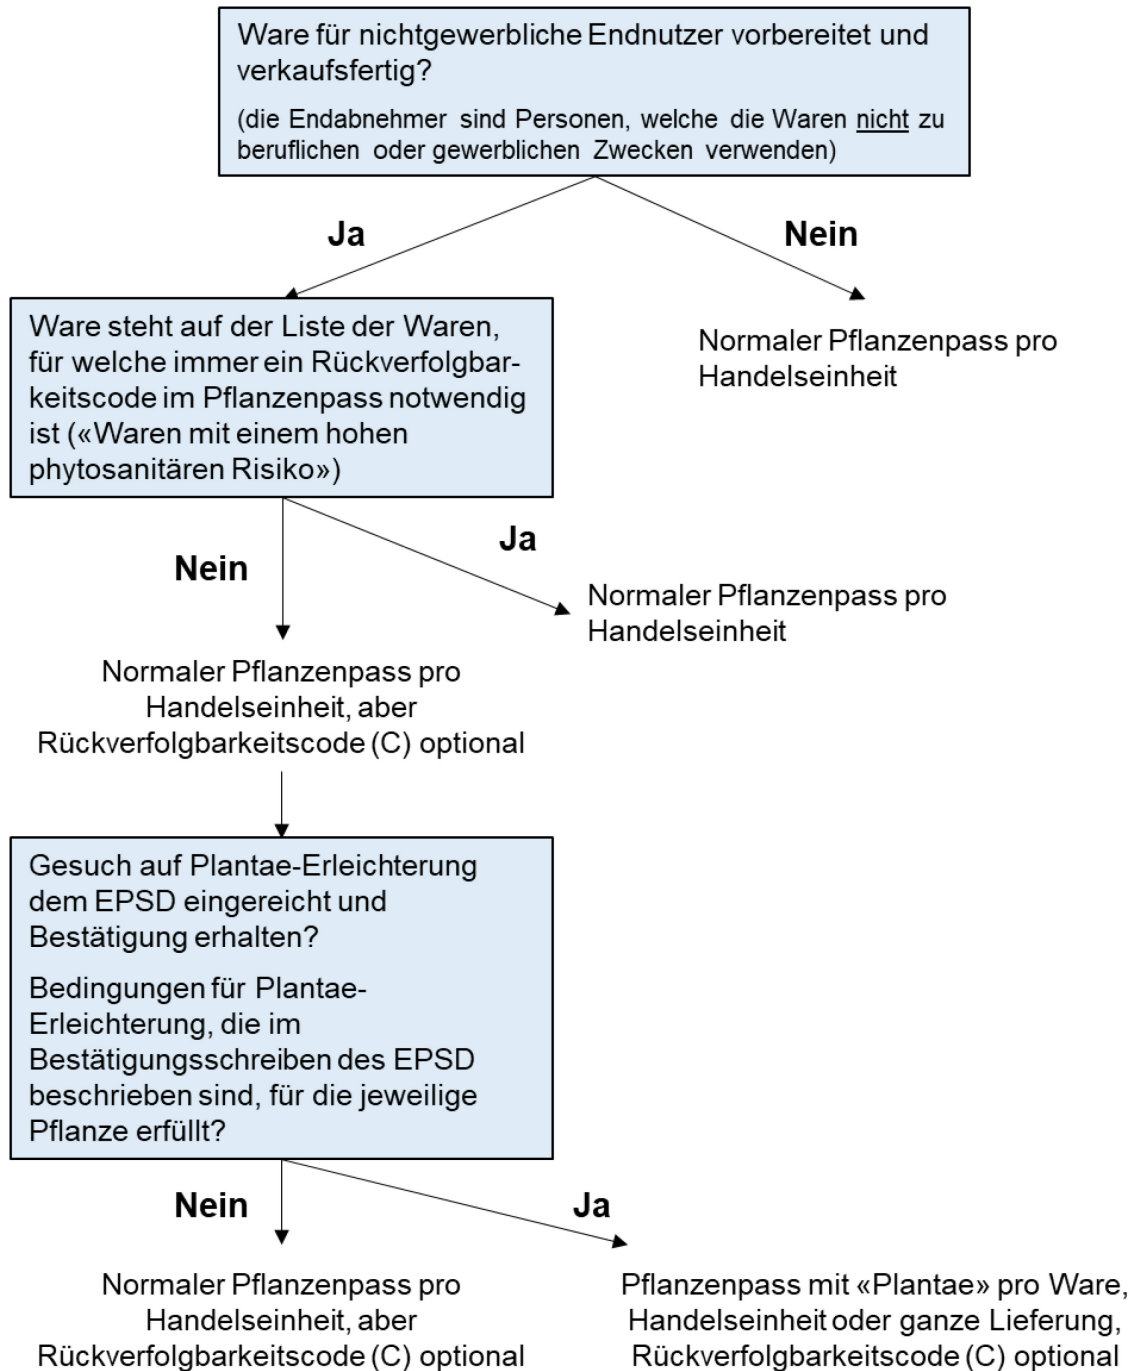 Ware für nichtgewerbliche Endnutzer vorbereitet und
verkaufsfertig?
(die Endabnehmer sind Personen, welche die Waren nicht zu
beruflichen oder gewerblichen Zwecken verwenden)
Ja
Nein
Ware steht auf der Liste der Waren,
für welche immer ein Rückverfolgbar-
keitscode im Pflanzenpass notwendig
ist («Waren mit einem hohen
phytosanitären Risiko»)
Normaler Pflanzenpass pro
Handelseinheit
Nein
Ja
Normaler Pflanzenpass pro
Handelseinheit
Normaler Pflanzenpass pro
Handelseinheit, aber
Rückverfolgbarkeitscode (C) optional
Gesuch auf Plantae-Erleichterung
dem EPSD eingereicht und
Bestätigung erhalten?
Bedingungen für Plantae-
Erleichterung, die im
Bestätigungsschreiben des EPSD
beschrieben sind, für die jeweilige
Pflanze erfüllt?
Nein
Ja
Normaler Pflanzenpass pro
Handelseinheit, aber
Rückverfolgbarkeitscode (C) optional
Pflanzenpass mit «Plantae» pro Ware,
Handelseinheit oder ganze Lieferung,
Rückverfolgbarkeitscode (C) optional